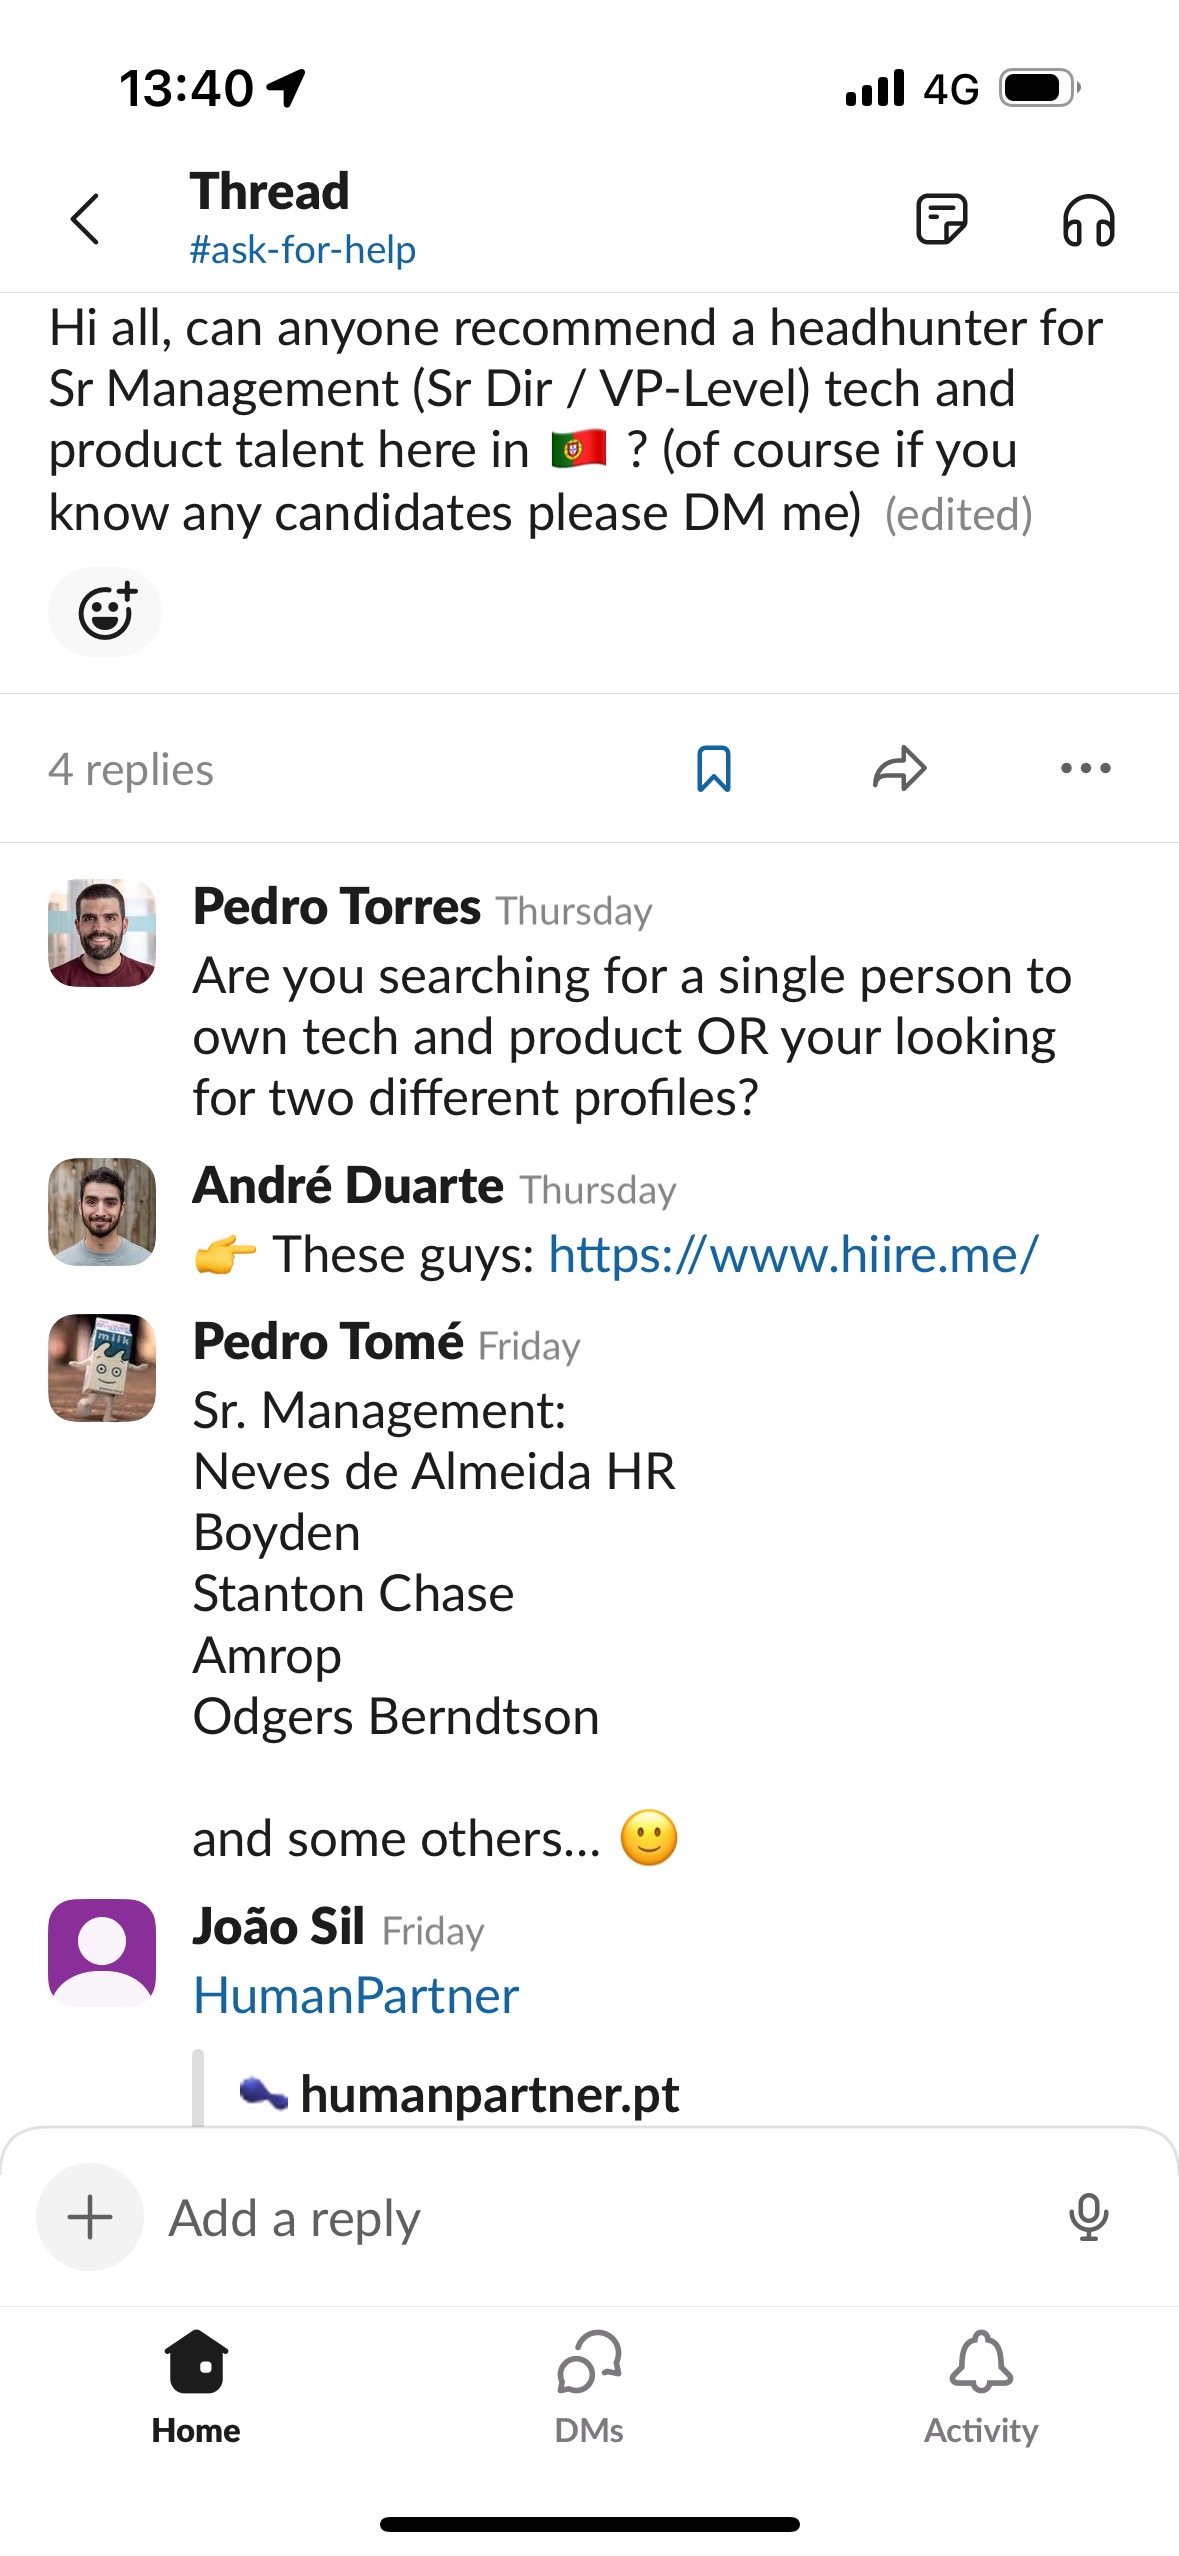 13:40
4G
Thread
#ask-for-help
Hi all, can anyone recommend a headhunter for
Sr Management (Sr Dir / VP-Level) tech and
product talent here in 🇵🇹 ? (of course if you
know any candidates please DM me) (edited)
4 replies
Pedro Torres Thursday
Are you searching for a single person to
own tech and product OR your looking
for two different profiles?
André Duarte Thursday
👉 These guys: https://www.hiire.me/
milk
Pedro Tomé Friday
Sr. Management:
Neves de Almeida HR
Boyden
Stanton Chase
Amrop
Odgers Berndtson
and some others... 🙂
João Sil Friday
HumanPartner
humanpartner.pt
Add a reply
Home
DMs
Activity